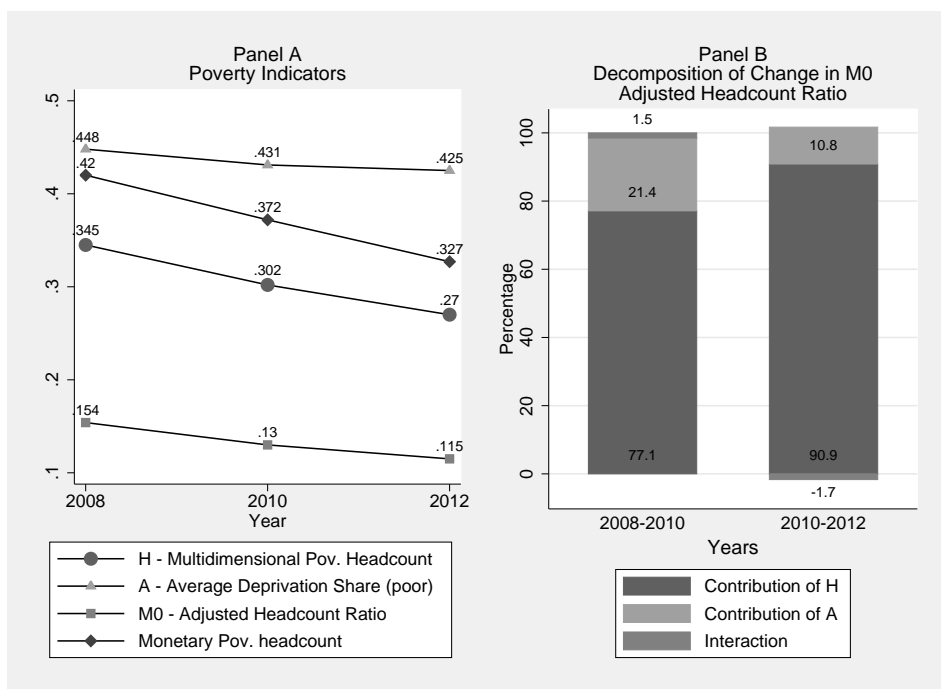 Panel A
Poverty Indicators
.5
.4
.3
.2
.1
.448
.431
.425
.42
.372
.327
.345
.302
.27
.154
.13
.115
2008
2010
2012
Year
H - Multidimensional Pov. Headcount
A - Average Deprivation Share (poor)
M0 - Adjusted Headcount Ratio
Monetary Pov. headcount
Panel B
Decomposition of Change in M0
Adjusted Headcount Ratio
Percentage
100
80
60
40
20
0
1.5
21.4
77.1
10.8
90.9
-1.7
2008-2010
2010-2012
Years
Contribution of H
Contribution of A
Interaction